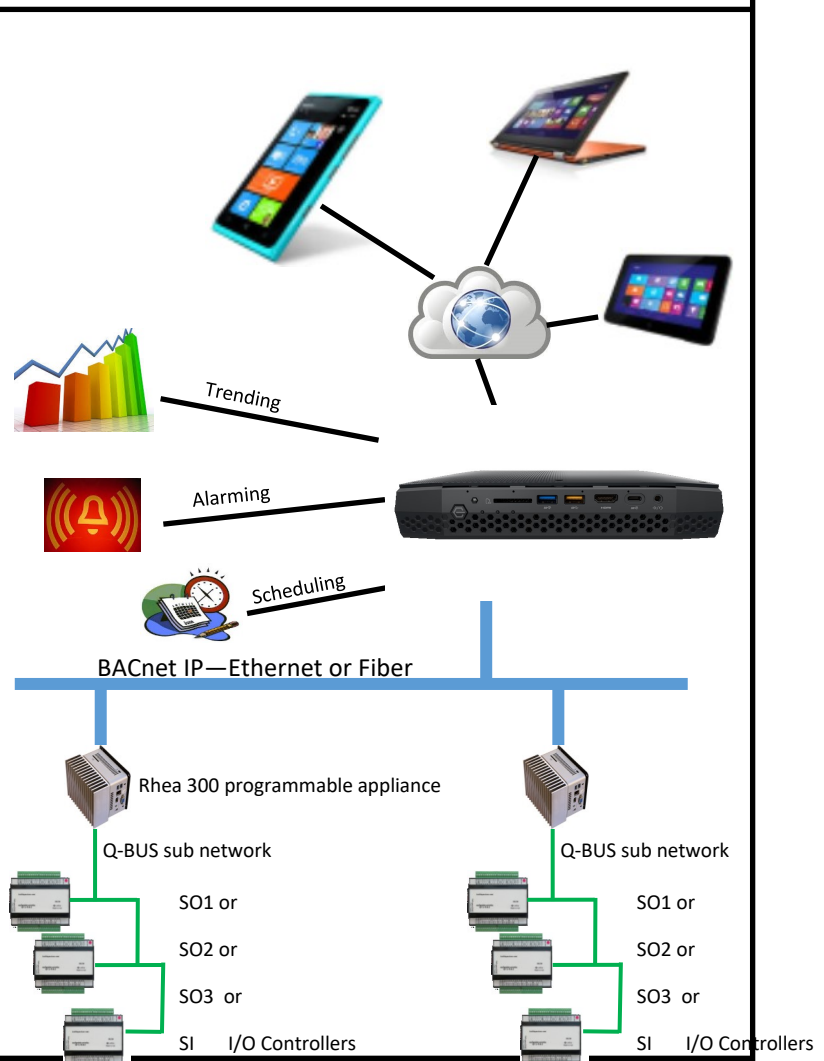 Trending
Alarming
Scheduling
BACnet IP—Ethernet or Fiber
Rhea 300 programmable appliance
Q-BUS sub network
Q-BUS sub network
SO1 or
SO1 or
SO2 or
SO2 or
SO3 or
SO3 or
SI I/O Controllers
SI I/O Controllers